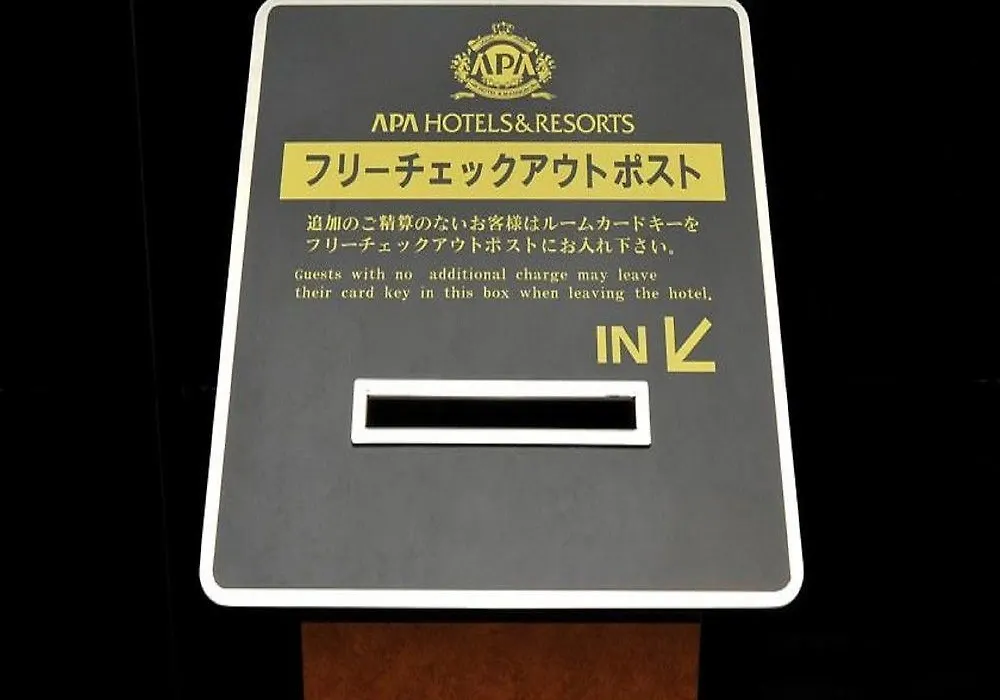 APA
APA HOTELS&RESORTS
フリーチェックアウトポスト
追加のご精算のないお客様はルームカードキーを
フリーチェックアウトポストにお入れ下さい。
Guests with no additional charge may leave
their card key in this box when leaving the hotel.
IN